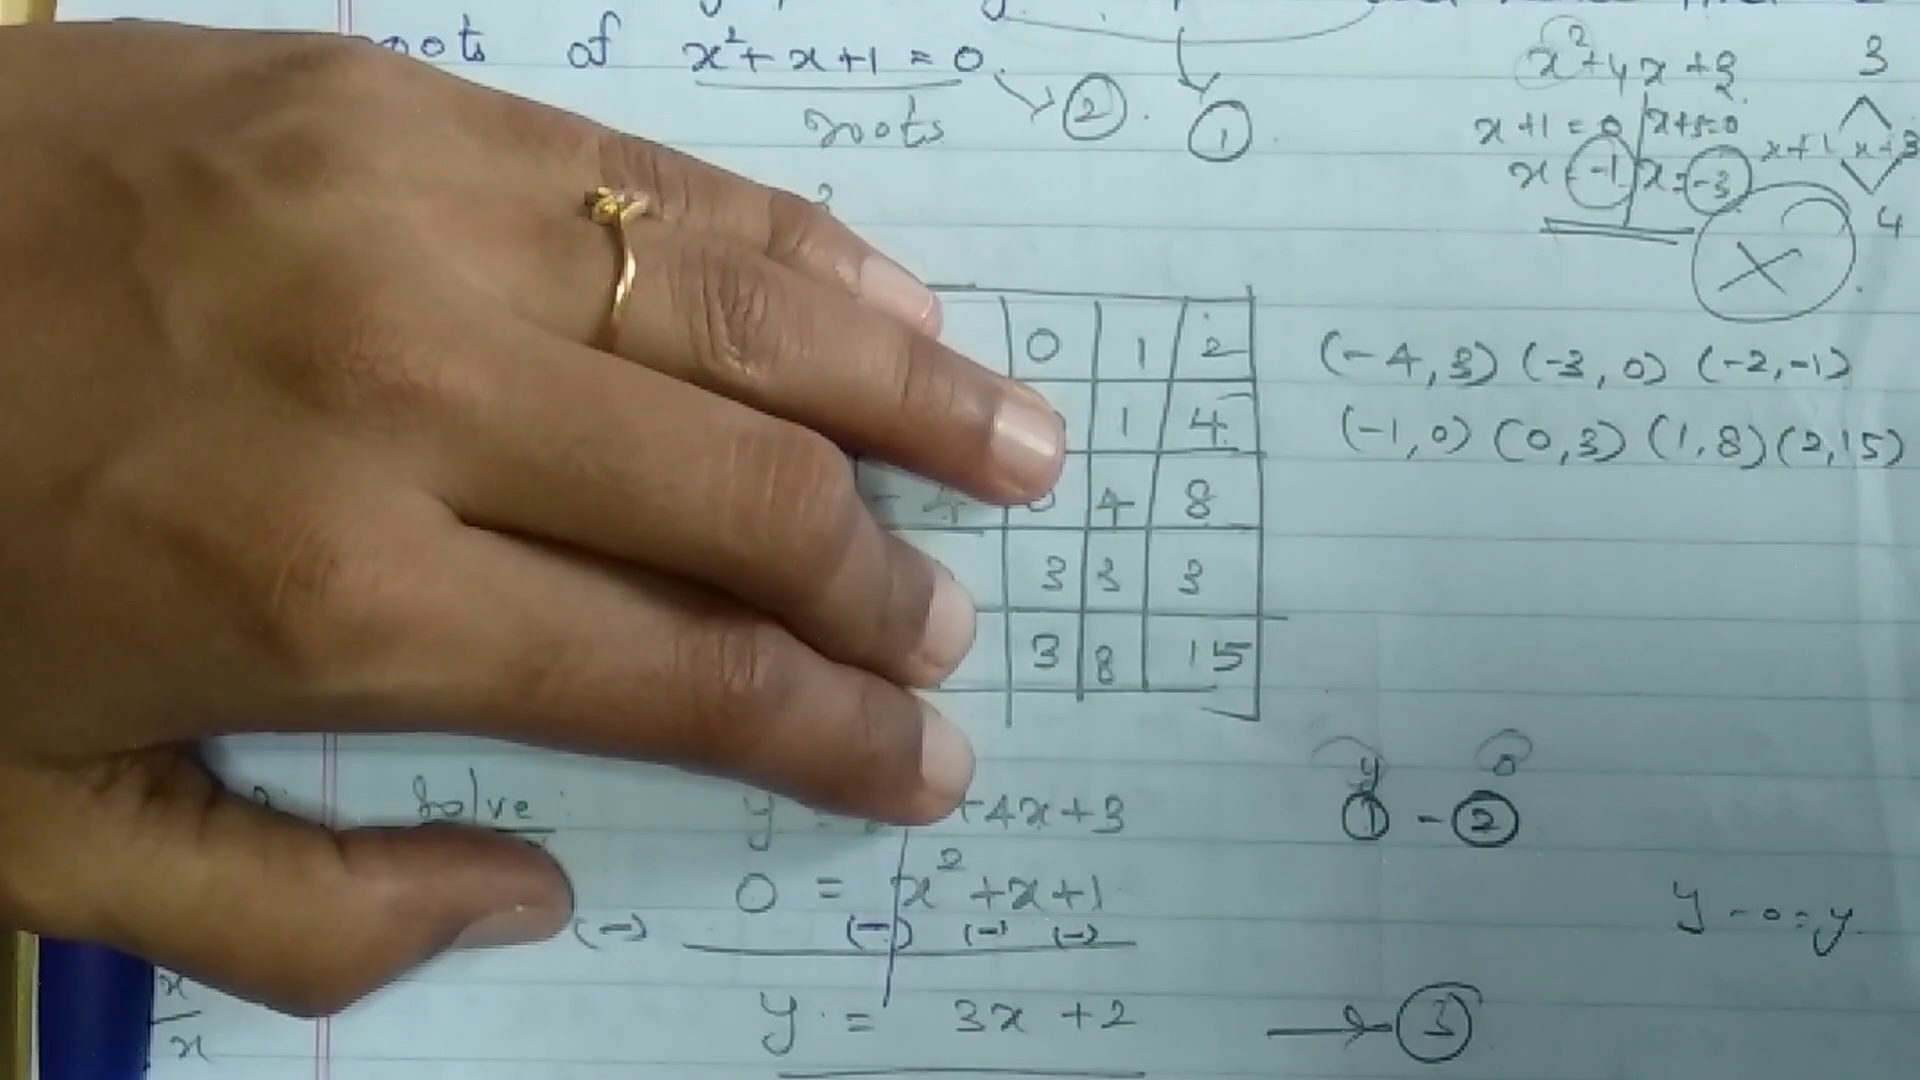 roots of x²+x+1 = 0
roots → ② ①
x²+4x+3
3
x+1 = 0 | x+3=0
x+1 x+3
x = -1 | x = -3
4
X
0 1 2
1 4
-4 0 4 8
3 3 3
3 8 15
(-4,3) (-3,0) (-2,-1)
(-1,0) (0,3) (1,8) (2,15)
Solve
y = +4x+3
y 0
① - ②
0 = x²+x+1
(-) (-) (-) (-)
y - 0 = y
y = 3x+2 → ③
x
x